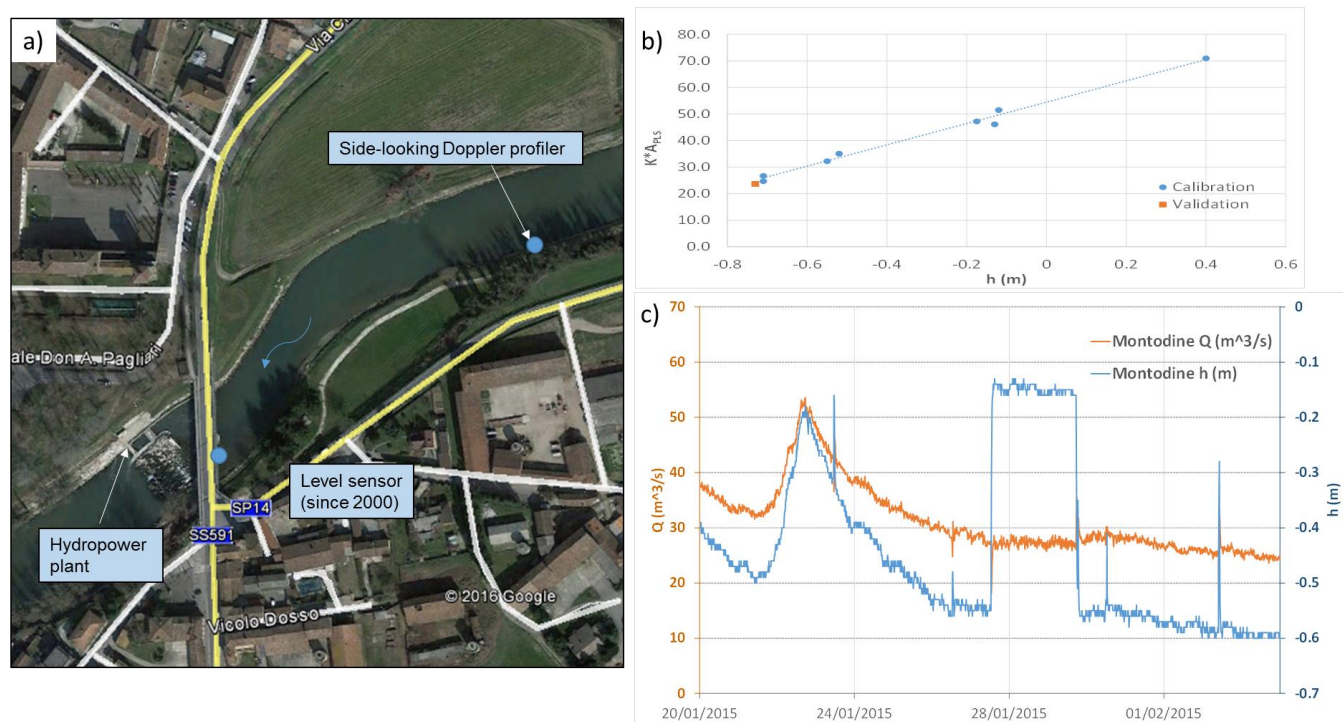 a)
Via C
Side-looking Doppler profiler
ale Don A. Pagliari
Level sensor
(since 2000)
SP14
SS591
Hydropower
plant
Vicolo Dosso
© 2016 Google
b)
80.0
70.0
60.0
50.0
40.0
30.0
20.0
10.0
0.0
K*A_PLS
Calibration
Validation
-0.8
-0.6
-0.4
-0.2
0
0.2
0.4
0.6
h (m)
c)
70
60
50
40
30
20
10
0
Q (m^3/s)
Montodine Q (m^3/s)
Montodine h (m)
0
-0.1
-0.2
-0.3
-0.4
-0.5
-0.6
-0.7
h (m)
20/01/2015
24/01/2015
28/01/2015
01/02/2015